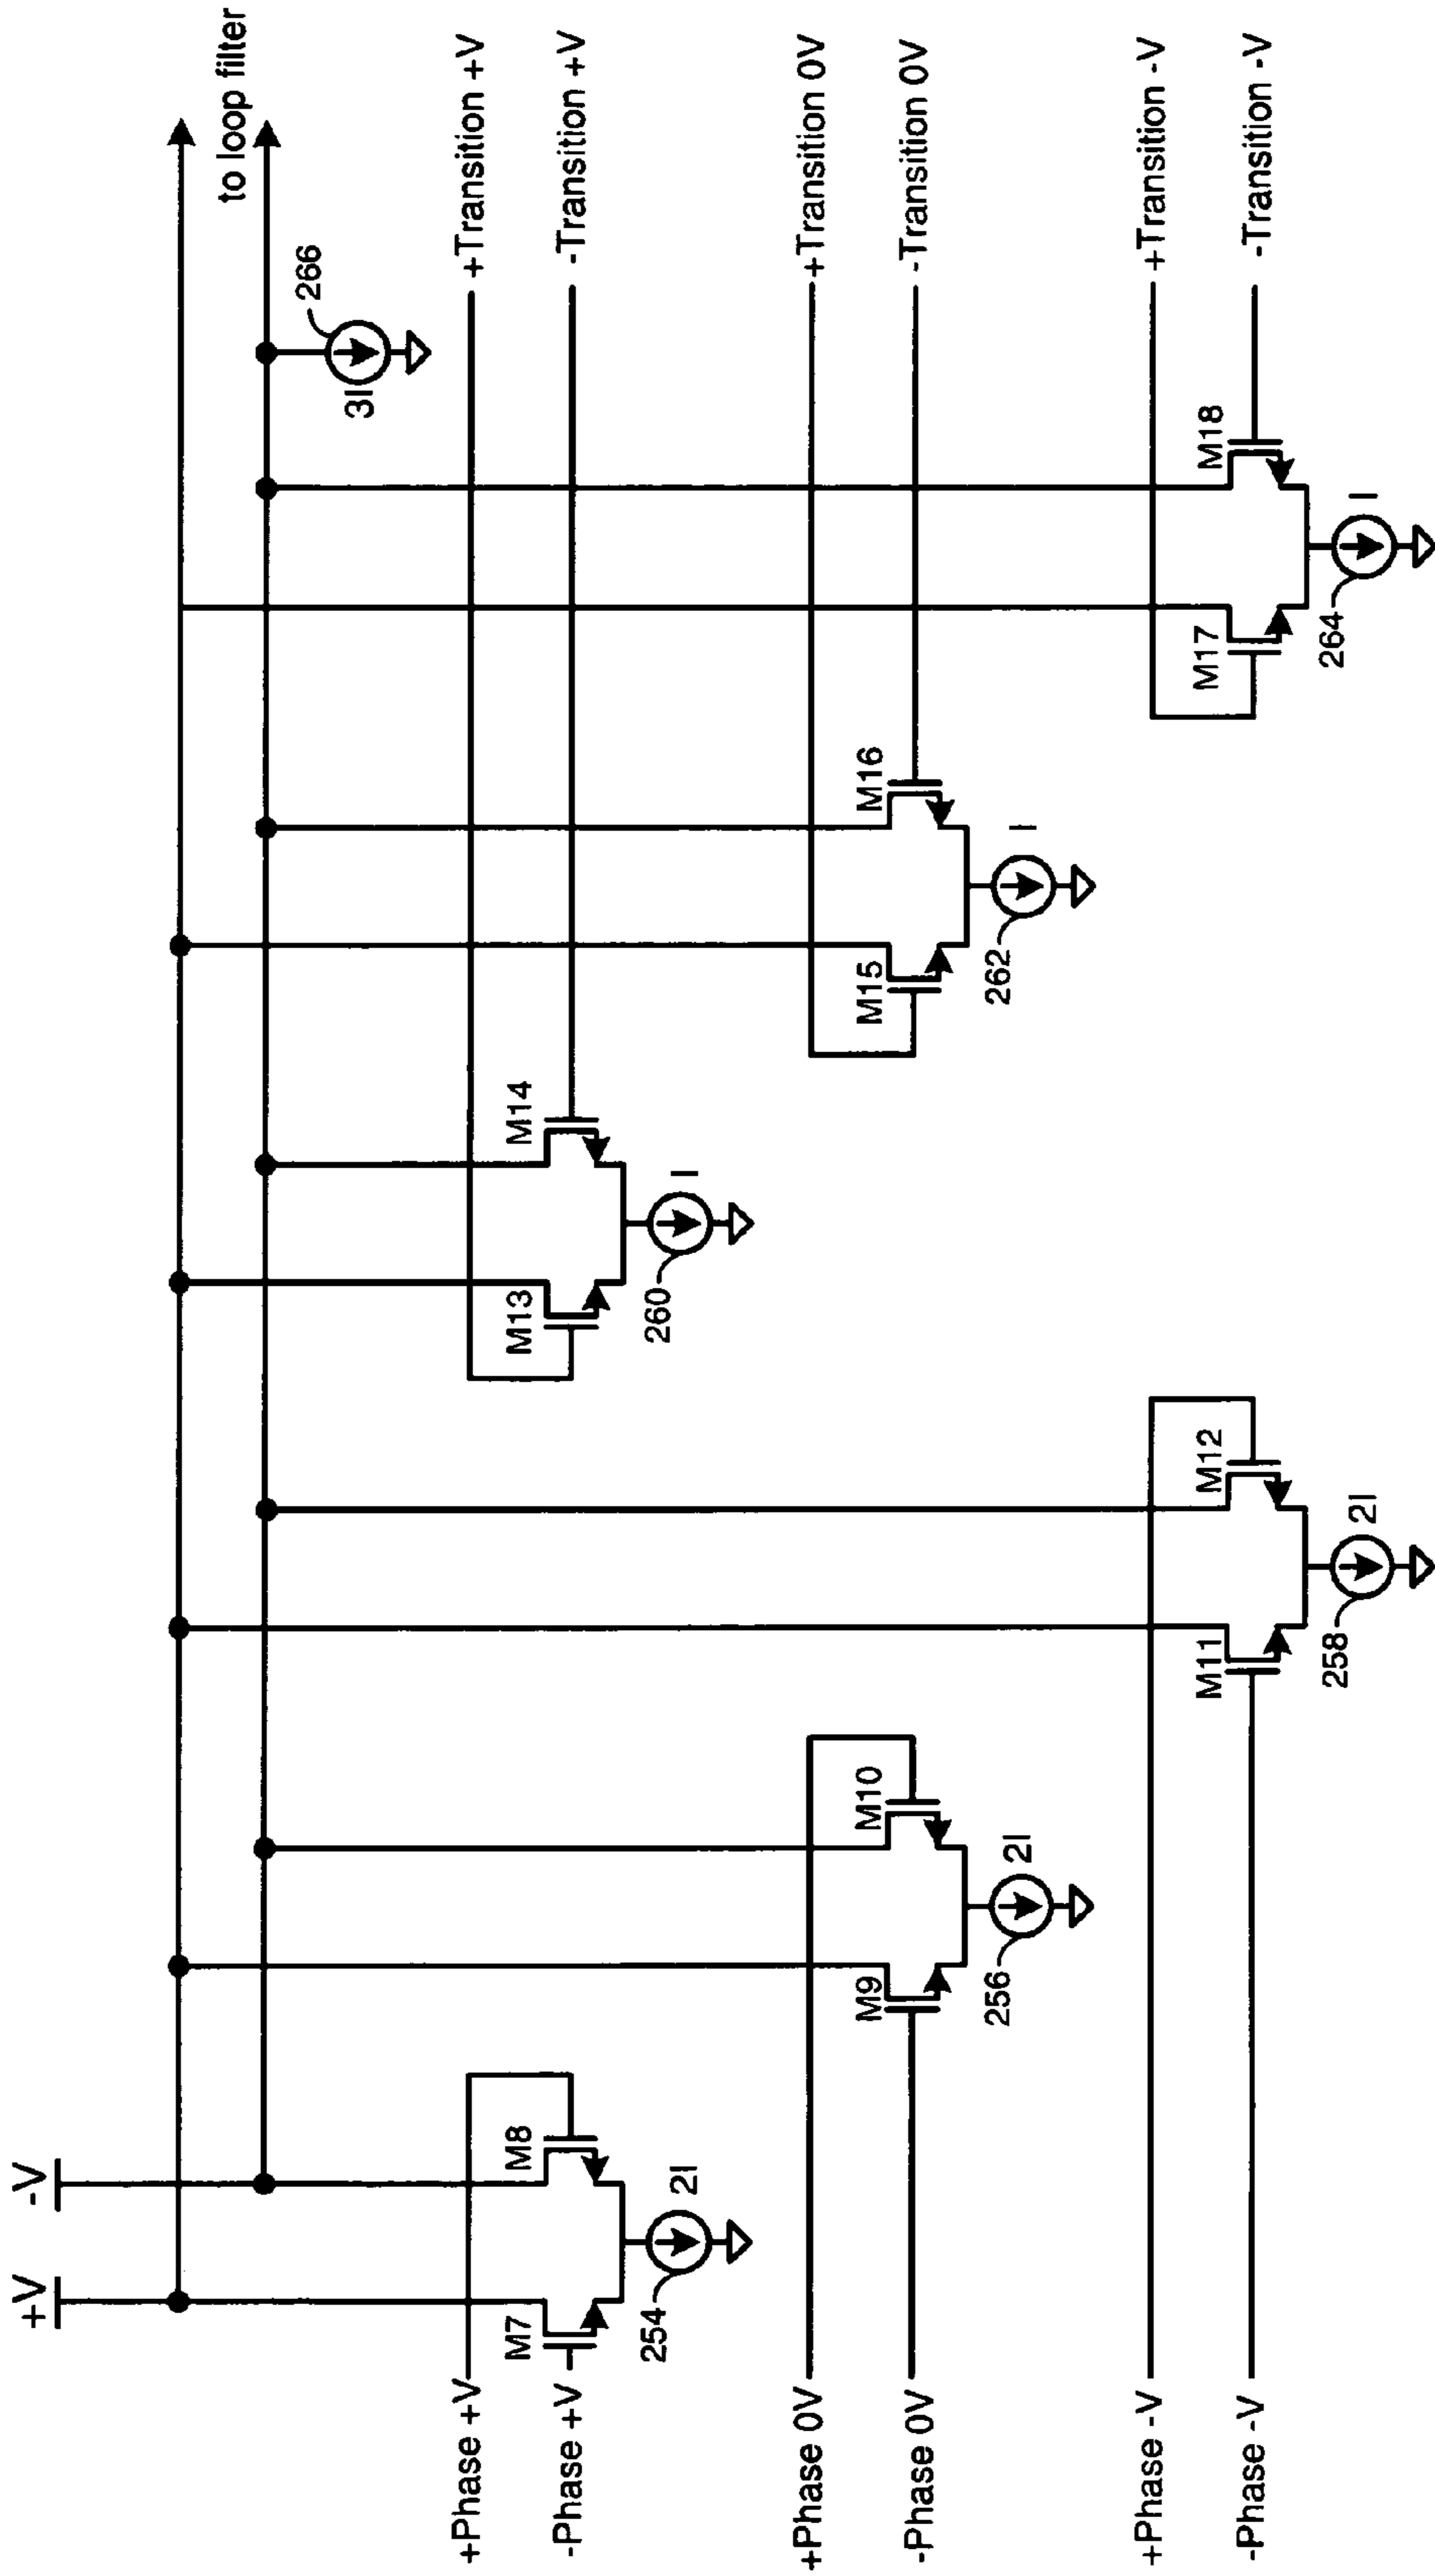 +V
-V
to loop filter
266
3I
+Phase +V
-Phase +V
M7
M8
254
2I
+Phase 0V
-Phase 0V
M9
M10
256
2I
+Phase -V
-Phase -V
M11
M12
258
2I
M13
M14
260
I
+Transition +V
-Transition +V
M15
M16
262
I
+Transition 0V
-Transition 0V
M17
M18
264
I
+Transition -V
-Transition -V